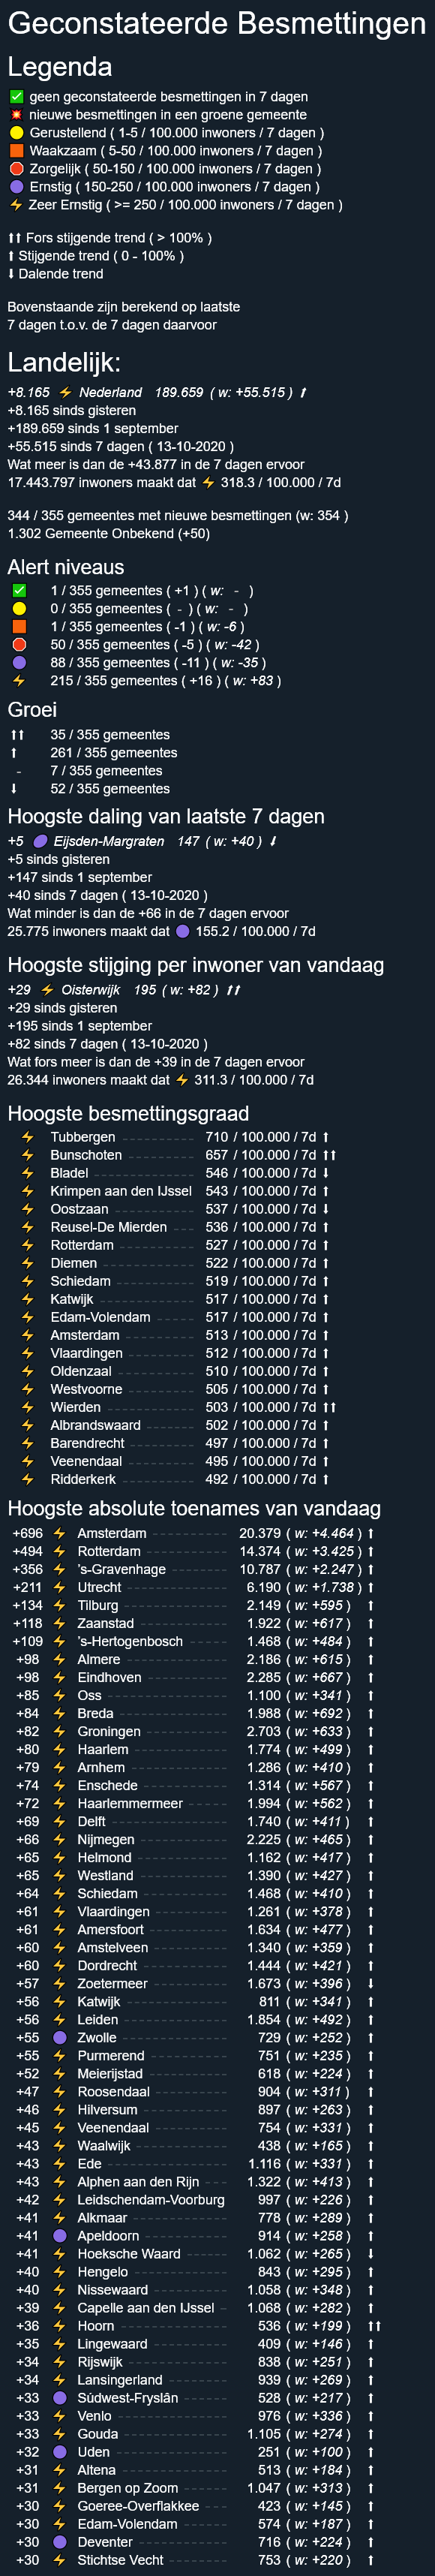 Geconstateerde Besmettingen
Legenda
✅ geen geconstateerde besmettingen in 7 dagen
💥 nieuwe besmettingen in een groene gemeente
🟡 Gerustellend ( 1-5 / 100.000 inwoners / 7 dagen )
🟧 Waakzaam ( 5-50 / 100.000 inwoners / 7 dagen )
🛑 Zorgelijk ( 50-150 / 100.000 inwoners / 7 dagen )
🟣 Ernstig ( 150-250 / 100.000 inwoners / 7 dagen )
⚡ Zeer Ernstig ( >= 250 / 100.000 inwoners / 7 dagen )
⬆⬆ Fors stijgende trend ( > 100% )
⬆ Stijgende trend ( 0 - 100% )
⬇ Dalende trend
Bovenstaande zijn berekend op laatste
7 dagen t.o.v. de 7 dagen daarvoor
Landelijk:
+8.165 ⚡ Nederland 189.659 ( w: +55.515 ) ⬆
+8.165 sinds gisteren
+189.659 sinds 1 september
+55.515 sinds 7 dagen ( 13-10-2020 )
Wat meer is dan de +43.877 in de 7 dagen ervoor
17.443.797 inwoners maakt dat ⚡ 318.3 / 100.000 / 7d
344 / 355 gemeentes met nieuwe besmettingen (w: 354 )
1.302 Gemeente Onbekend (+50)
Alert niveaus
✅ 1 / 355 gemeentes ( +1 ) ( w: - )
🟡 0 / 355 gemeentes ( - ) ( w: - )
🟧 1 / 355 gemeentes ( -1 ) ( w: -6 )
🛑 50 / 355 gemeentes ( -5 ) ( w: -42 )
🟣 88 / 355 gemeentes ( -11 ) ( w: -35 )
⚡ 215 / 355 gemeentes ( +16 ) ( w: +83 )
Groei
⬆⬆ 35 / 355 gemeentes
⬆ 261 / 355 gemeentes
- 7 / 355 gemeentes
⬇ 52 / 355 gemeentes
Hoogste daling van laatste 7 dagen
+5 🟣 Eijsden-Margraten 147 ( w: +40 ) ⬇
+5 sinds gisteren
+147 sinds 1 september
+40 sinds 7 dagen ( 13-10-2020 )
Wat minder is dan de +66 in de 7 dagen ervoor
25.775 inwoners maakt dat 🟣 155.2 / 100.000 / 7d
Hoogste stijging per inwoner van vandaag
+29 ⚡ Oisterwijk 195 ( w: +82 ) ⬆⬆
+29 sinds gisteren
+195 sinds 1 september
+82 sinds 7 dagen ( 13-10-2020 )
Wat fors meer is dan de +39 in de 7 dagen ervoor
26.344 inwoners maakt dat ⚡ 311.3 / 100.000 / 7d
Hoogste besmettingsgraad
⚡ Tubbergen 710 / 100.000 / 7d ⬆
⚡ Bunschoten 657 / 100.000 / 7d ⬆⬆
⚡ Bladel 546 / 100.000 / 7d ⬇
⚡ Krimpen aan den IJssel 543 / 100.000 / 7d ⬆
⚡ Oostzaan 537 / 100.000 / 7d ⬇
⚡ Reusel-De Mierden 536 / 100.000 / 7d ⬆
⚡ Rotterdam 527 / 100.000 / 7d ⬆
⚡ Diemen 522 / 100.000 / 7d ⬆
⚡ Schiedam 519 / 100.000 / 7d ⬆
⚡ Katwijk 517 / 100.000 / 7d ⬆
⚡ Edam-Volendam 517 / 100.000 / 7d ⬆
⚡ Amsterdam 513 / 100.000 / 7d ⬆
⚡ Vlaardingen 512 / 100.000 / 7d ⬆
⚡ Oldenzaal 510 / 100.000 / 7d ⬆
⚡ Westvoorne 505 / 100.000 / 7d ⬆
⚡ Wierden 503 / 100.000 / 7d ⬆⬆
⚡ Albrandswaard 502 / 100.000 / 7d ⬆
⚡ Barendrecht 497 / 100.000 / 7d ⬆
⚡ Veenendaal 495 / 100.000 / 7d ⬆
⚡ Ridderkerk 492 / 100.000 / 7d ⬆
Hoogste absolute toenames van vandaag
+696 ⚡ Amsterdam 20.379 ( w: +4.464 ) ⬆
+494 ⚡ Rotterdam 14.374 ( w: +3.425 ) ⬆
+356 ⚡ 's-Gravenhage 10.787 ( w: +2.247 ) ⬆
+211 ⚡ Utrecht 6.190 ( w: +1.738 ) ⬆
+134 ⚡ Tilburg 2.149 ( w: +595 ) ⬆
+118 ⚡ Zaanstad 1.922 ( w: +617 ) ⬆
+109 ⚡ 's-Hertogenbosch 1.468 ( w: +484 ) ⬆
+98 ⚡ Almere 2.186 ( w: +615 ) ⬆
+98 ⚡ Eindhoven 2.285 ( w: +667 ) ⬆
+85 ⚡ Oss 1.100 ( w: +341 ) ⬆
+84 ⚡ Breda 1.988 ( w: +692 ) ⬆
+82 ⚡ Groningen 2.703 ( w: +633 ) ⬆
+80 ⚡ Haarlem 1.774 ( w: +499 ) ⬆
+79 ⚡ Arnhem 1.286 ( w: +410 ) ⬆
+74 ⚡ Enschede 1.314 ( w: +567 ) ⬆
+72 ⚡ Haarlemmermeer 1.994 ( w: +562 ) ⬆
+69 ⚡ Delft 1.740 ( w: +411 ) ⬆
+66 ⚡ Nijmegen 2.225 ( w: +465 ) ⬆
+65 ⚡ Helmond 1.162 ( w: +417 ) ⬆
+65 ⚡ Westland 1.390 ( w: +427 ) ⬆
+64 ⚡ Schiedam 1.468 ( w: +410 ) ⬆
+61 ⚡ Vlaardingen 1.261 ( w: +378 ) ⬆
+61 ⚡ Amersfoort 1.634 ( w: +477 ) ⬆
+60 ⚡ Amstelveen 1.340 ( w: +359 ) ⬆
+60 ⚡ Dordrecht 1.444 ( w: +421 ) ⬆
+57 ⚡ Zoetermeer 1.673 ( w: +396 ) ⬇
+56 ⚡ Katwijk 811 ( w: +341 ) ⬆
+56 ⚡ Leiden 1.854 ( w: +492 ) ⬆
+55 🟣 Zwolle 729 ( w: +252 ) ⬆
+55 ⚡ Purmerend 751 ( w: +235 ) ⬆
+52 ⚡ Meierijstad 618 ( w: +224 ) ⬆
+47 ⚡ Roosendaal 904 ( w: +311 ) ⬆
+46 ⚡ Hilversum 897 ( w: +263 ) ⬆
+45 ⚡ Veenendaal 754 ( w: +331 ) ⬆
+43 ⚡ Waalwijk 438 ( w: +165 ) ⬆
+43 ⚡ Ede 1.116 ( w: +331 ) ⬆
+43 ⚡ Alphen aan den Rijn 1.322 ( w: +413 ) ⬆
+42 ⚡ Leidschendam-Voorburg 997 ( w: +226 ) ⬆
+41 ⚡ Alkmaar 778 ( w: +289 ) ⬆
+41 🟣 Apeldoorn 914 ( w: +258 ) ⬆
+41 ⚡ Hoeksche Waard 1.062 ( w: +265 ) ⬇
+40 ⚡ Hengelo 843 ( w: +295 ) ⬆
+40 ⚡ Nissewaard 1.058 ( w: +348 ) ⬆
+39 ⚡ Capelle aan den IJssel 1.068 ( w: +282 ) ⬆
+36 ⚡ Hoorn 536 ( w: +199 ) ⬆⬆
+35 ⚡ Lingewaard 409 ( w: +146 ) ⬆
+34 ⚡ Rijswijk 838 ( w: +251 ) ⬆
+34 ⚡ Lansingerland 939 ( w: +269 ) ⬆
+33 🟣 Súdwest-Fryslân 528 ( w: +217 ) ⬆
+33 ⚡ Venlo 976 ( w: +336 ) ⬆
+33 ⚡ Gouda 1.105 ( w: +274 ) ⬆
+32 🟣 Uden 251 ( w: +100 ) ⬆
+31 ⚡ Altena 513 ( w: +184 ) ⬆
+31 ⚡ Bergen op Zoom 1.047 ( w: +313 ) ⬆
+30 ⚡ Goeree-Overflakkee 423 ( w: +145 ) ⬆
+30 ⚡ Edam-Volendam 574 ( w: +187 ) ⬆
+30 🟣 Deventer 716 ( w: +224 ) ⬆
+30 ⚡ Stichtse Vecht 753 ( w: +220 ) ⬆